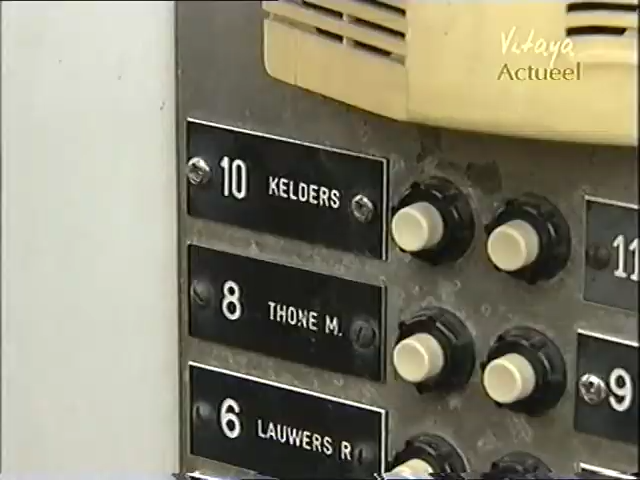 Vitaya
Actueel
10 KELDERS
11
8 THONE M.
9
6 LAUWERS R